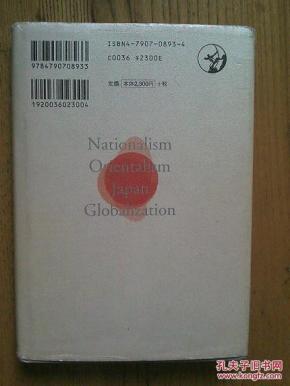 ISBN4-7907-0893-4
C0036 ¥2300E
定価 本体2,300円 +税
9784790708933
1920036023004
Nationalism
Orientalism
Japan
Globalization
孔夫子旧书网